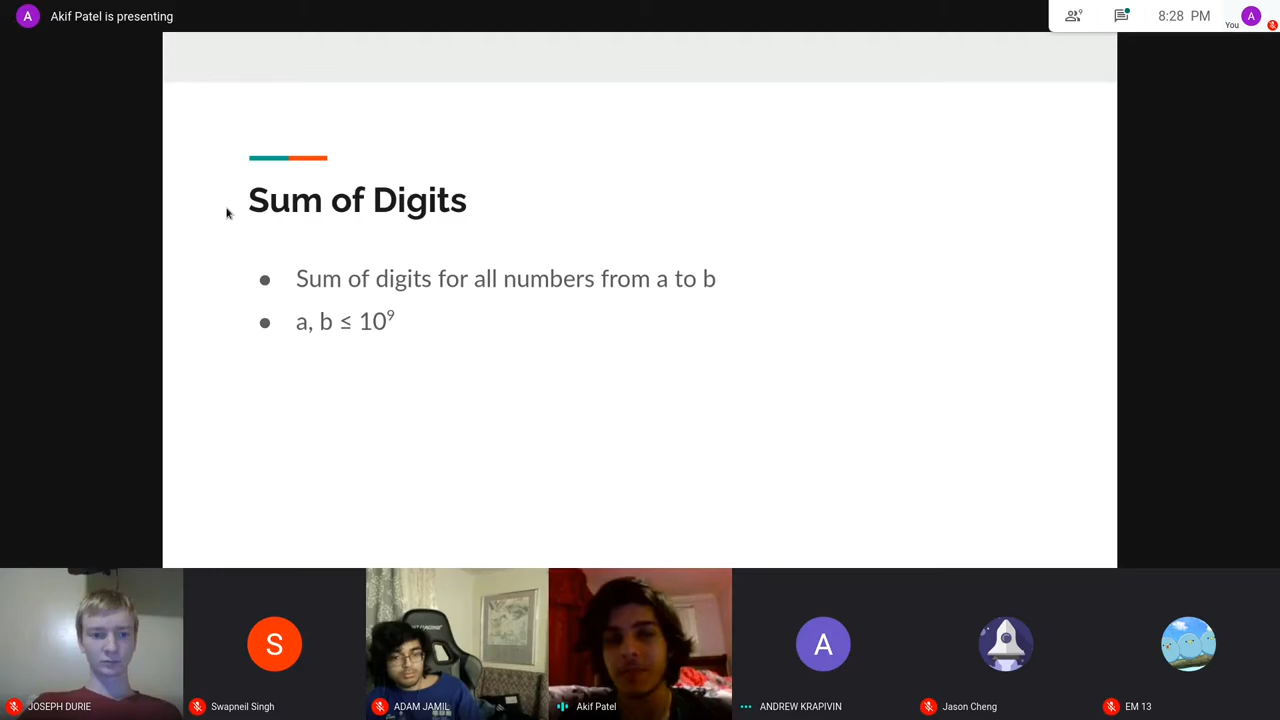 A Akif Patel is presenting
9
8:28 PM
You
A
Sum of Digits
● Sum of digits for all numbers from a to b
● a, b ≤ 10⁹
S
A
JOSEPH DURIE
Swapneil Singh
ADAM JAMIL
Akif Patel
ANDREW KRAPIVIN
Jason Cheng
EM 13